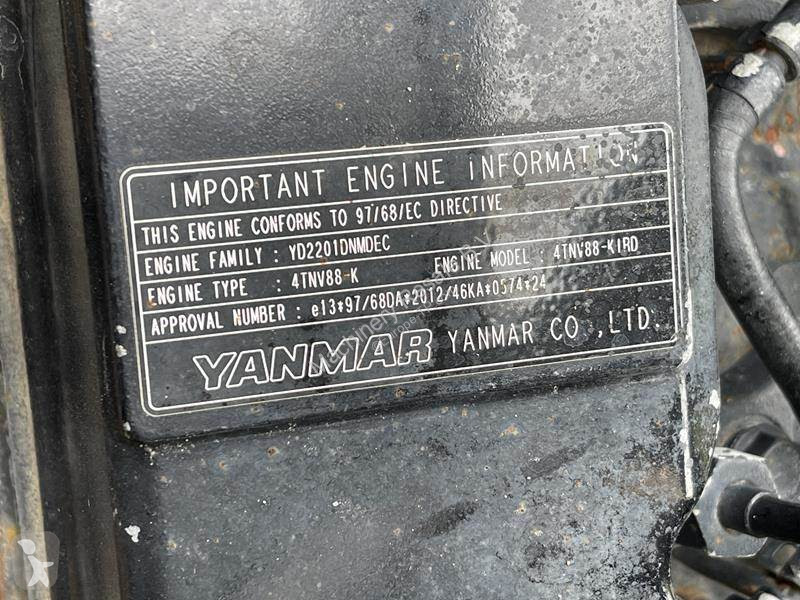 IMPORTANT ENGINE INFORMATION
THIS ENGINE CONFORMS TO 97/68/EC DIRECTIVE
ENGINE FAMILY : YD2201DNMDEC
ENGINE TYPE : 4TNV88-K ENGINE MODEL : 4TNV88-KIRD
APPROVAL NUMBER : e13*97/68DA*2012/46KA*0574*24
YANMAR YANMAR CO.,LTD.